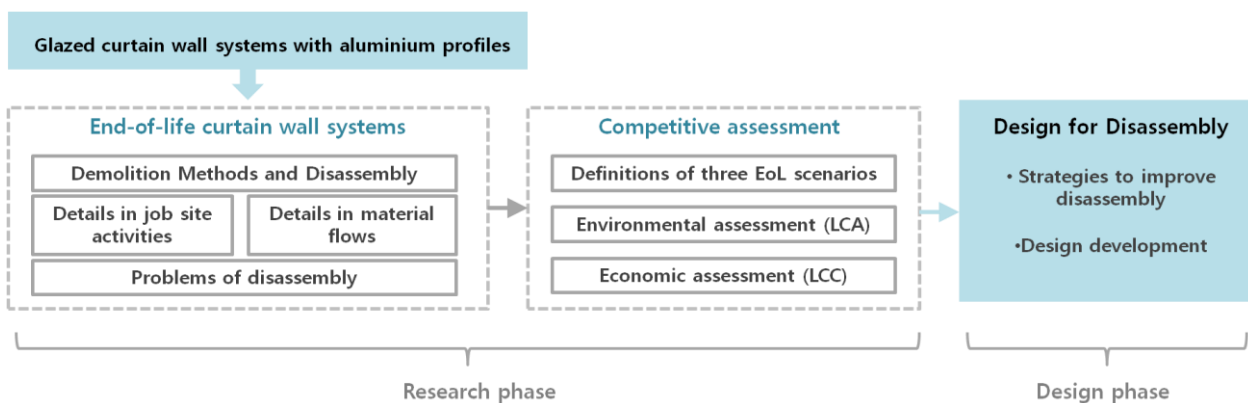 Glazed curtain wall systems with aluminium profiles
End-of-life curtain wall systems
Demolition Methods and Disassembly
Details in job site
activities
Details in material
flows
Problems of disassembly
Competitive assessment
Definitions of three EoL scenarios
Environmental assessment (LCA)
Economic assessment (LCC)
Design for Disassembly
• Strategies to improve
disassembly
•Design development
Research phase
Design phase